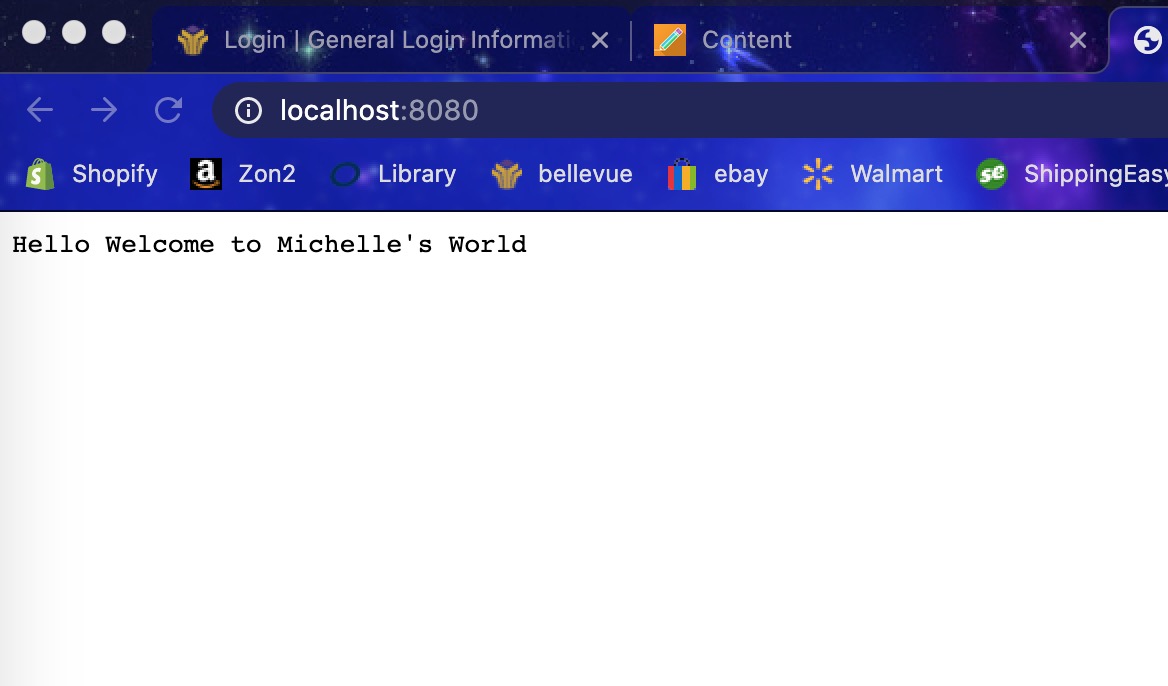 Login | General Login Informati
Content
localhost:8080
Shopify
Zon2
Library
bellevue
ebay
Walmart
ShippingEasy
Hello Welcome to Michelle's World